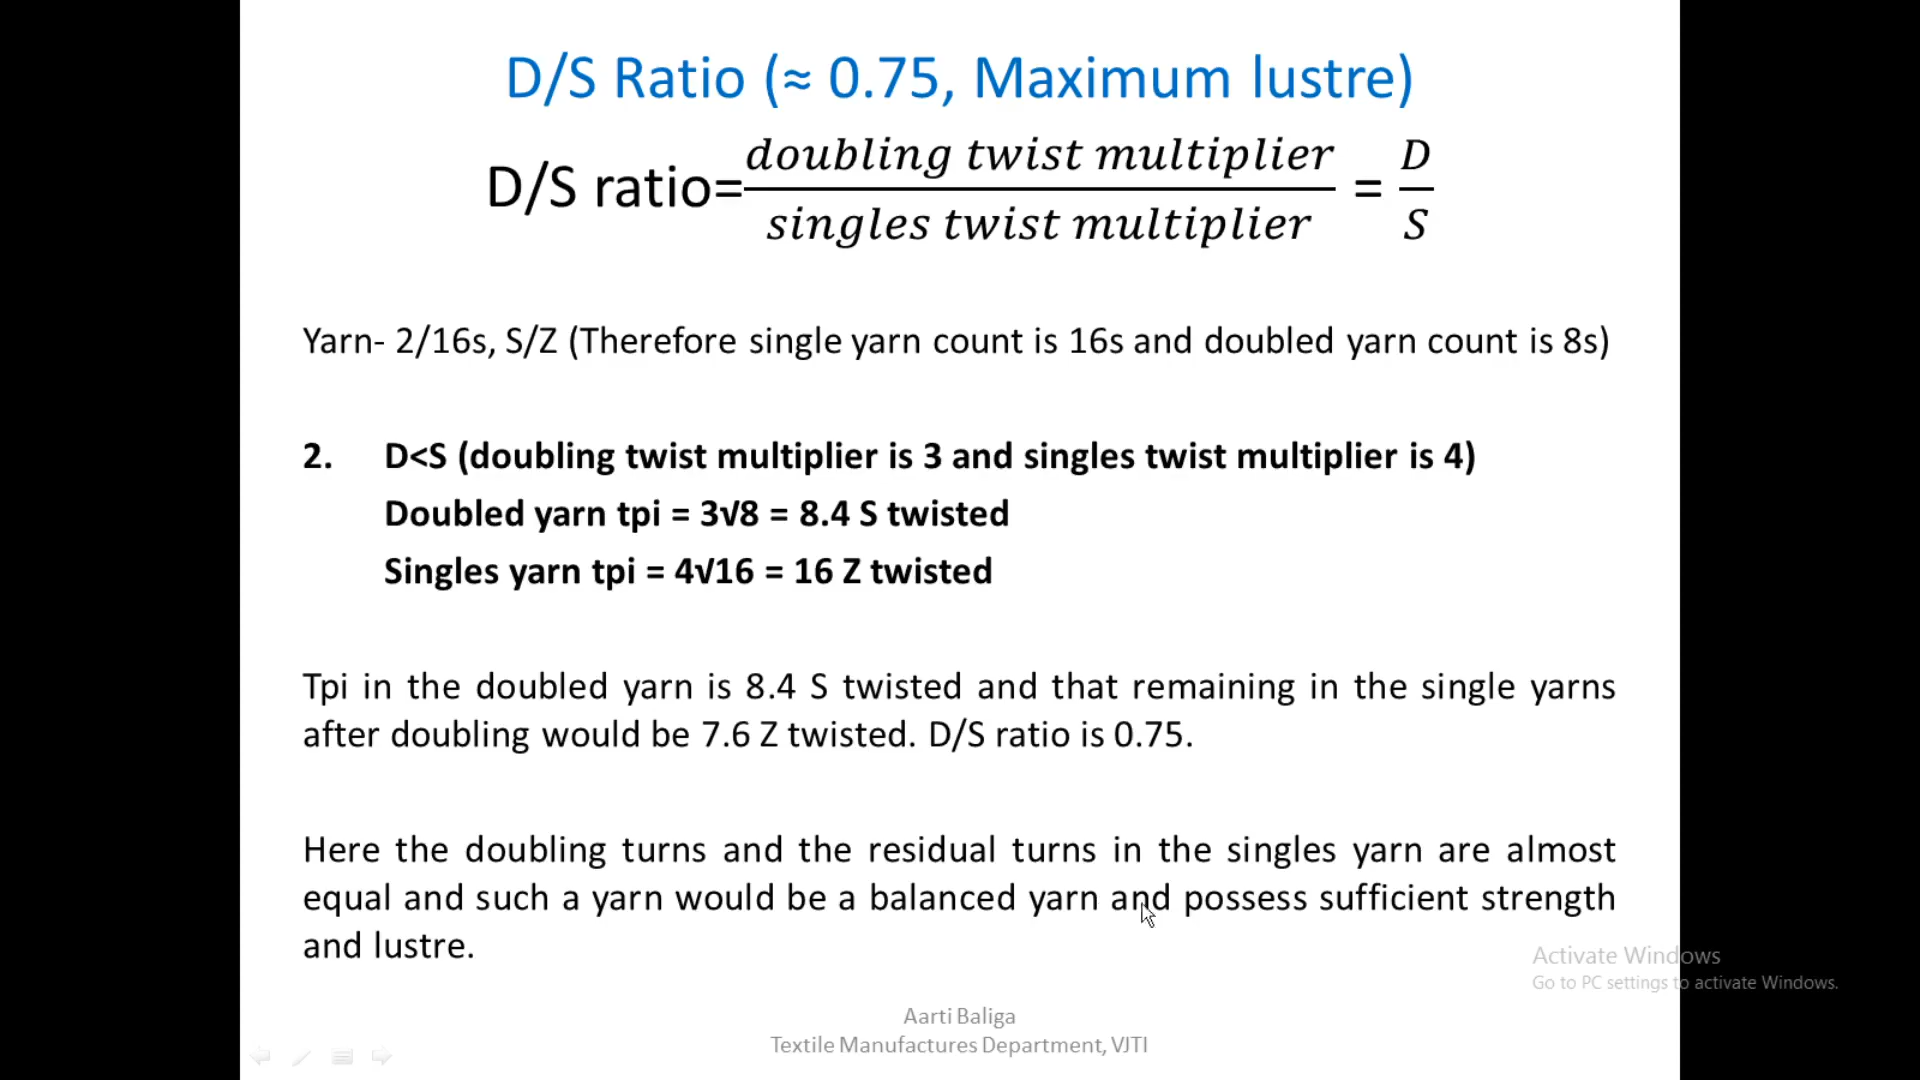 D/S Ratio (≈ 0.75, Maximum lustre)
D/S ratio= doubling twist multiplier / singles twist multiplier = D / S
Yarn- 2/16s, S/Z (Therefore single yarn count is 16s and doubled yarn count is 8s)
2. D<S (doubling twist multiplier is 3 and singles twist multiplier is 4)
Doubled yarn tpi = 3√8 = 8.4 S twisted
Singles yarn tpi = 4√16 = 16 Z twisted
Tpi in the doubled yarn is 8.4 S twisted and that remaining in the single yarns
after doubling would be 7.6 Z twisted. D/S ratio is 0.75.
Here the doubling turns and the residual turns in the singles yarn are almost
equal and such a yarn would be a balanced yarn and possess sufficient strength
and lustre.
Activate Windows
Go to PC settings to activate Windows.
Aarti Baliga
Textile Manufactures Department, VJTI